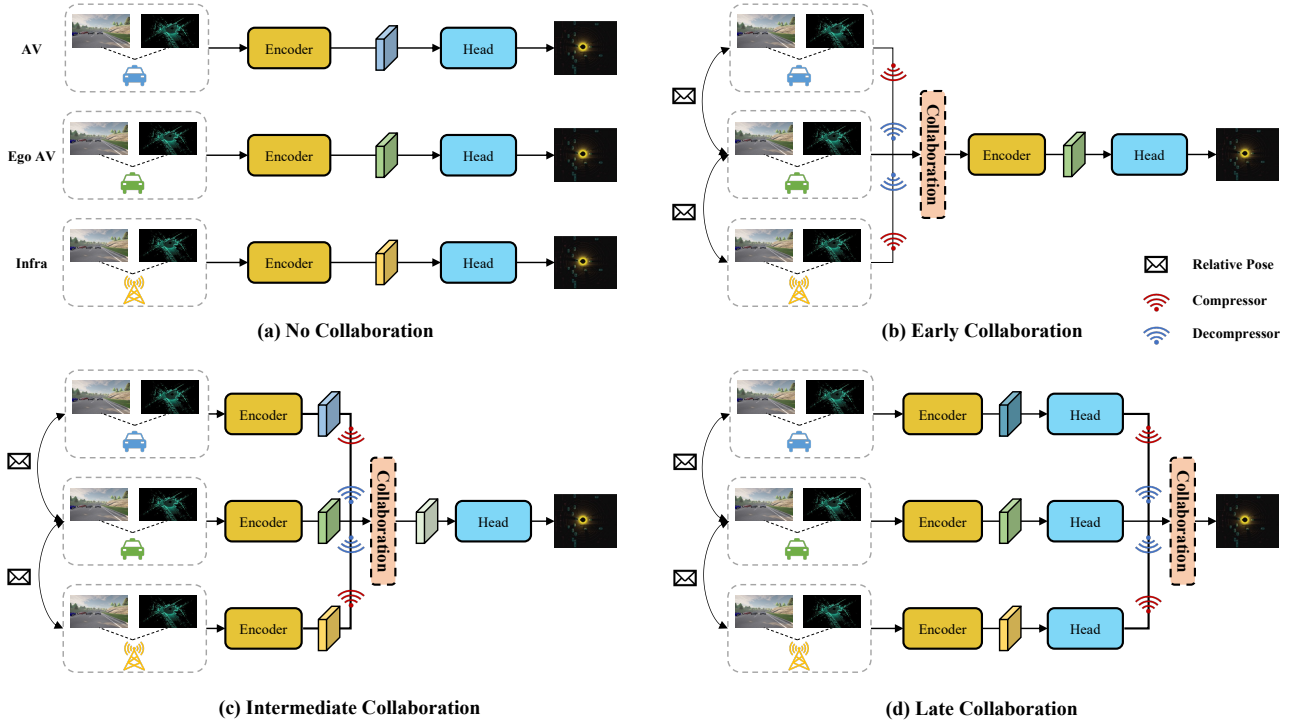 AV
Encoder
Head
Ego AV
Encoder
Head
Infra
Encoder
Head
(a) No Collaboration
Collaboration
Encoder
Head
(b) Early Collaboration
Relative Pose
Compressor
Decompressor
Encoder
Encoder
Encoder
Collaboration
Head
(c) Intermediate Collaboration
Encoder
Head
Encoder
Head
Encoder
Head
Collaboration
(d) Late Collaboration